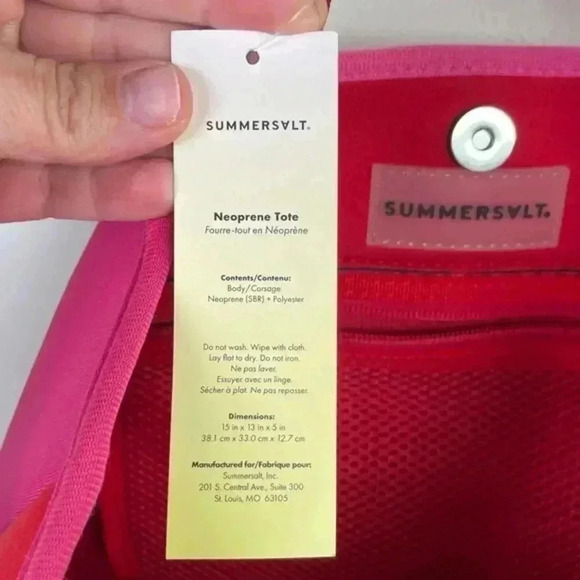 SUMMERSALT.
Neoprene Tote
Fourre-tout en Néoprène
Contents/Contenu:
Body/Corsage:
Neoprene (SBR) + Polyester
Do not wash. Wipe with cloth.
Lay flat to dry. Do not iron.
Ne pas laver.
Essuyer avec un linge.
Sécher à plat. Ne pas repasser.
Dimensions:
15 in x 13 in x 5 in
38.1 cm x 33.0 cm x 12.7 cm
Manufactured for/Fabrique pour:
Summersalt, Inc.
201 S. Central Ave., Suite 300
St. Louis, MO 63105
SUMMERSALT.